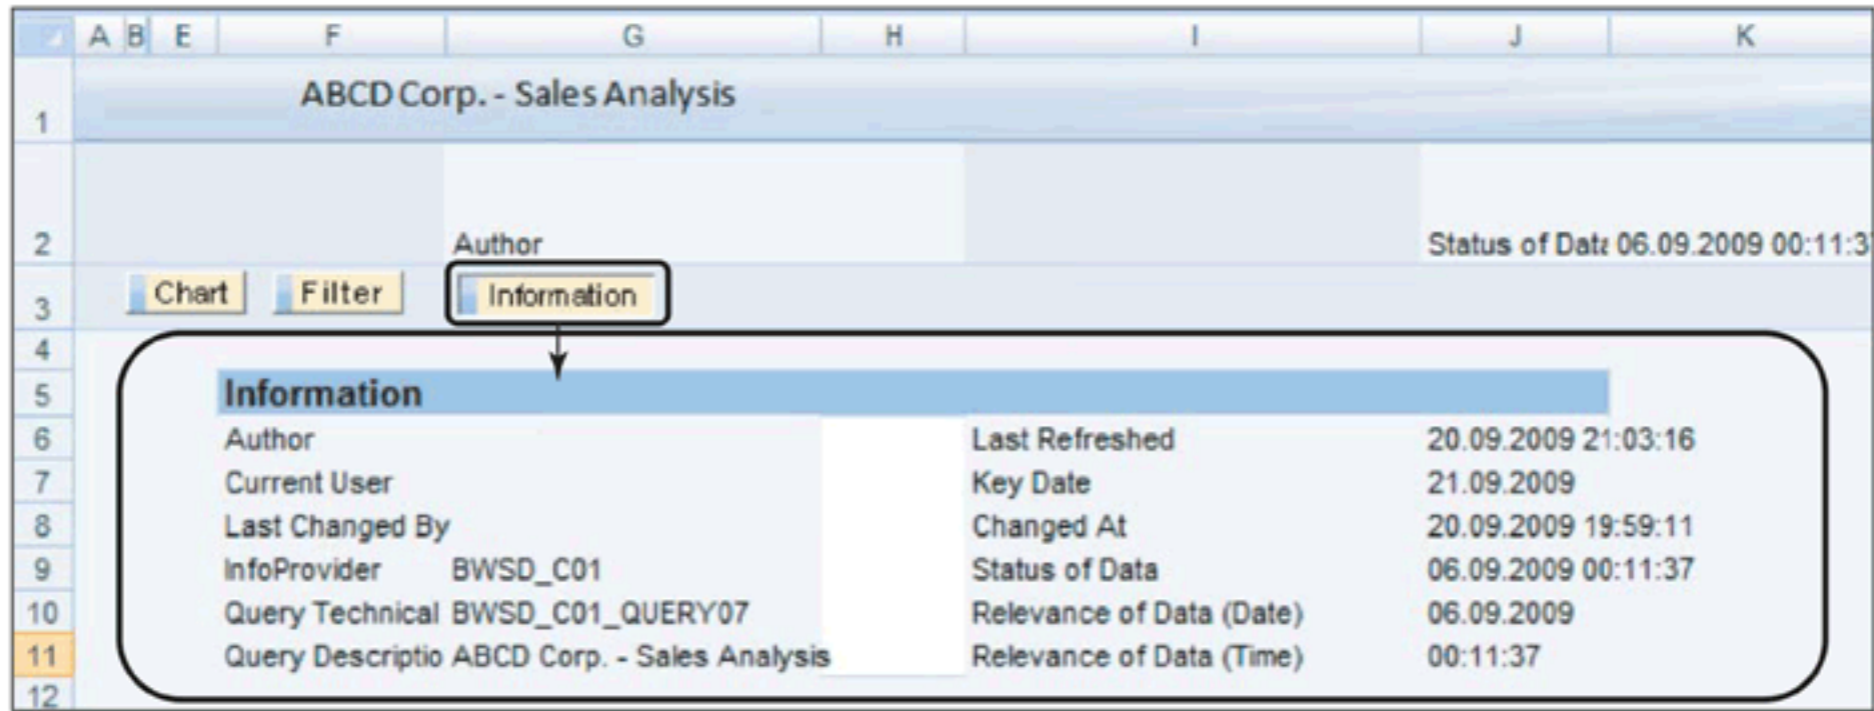 A B E F G H I J K
1 ABCD Corp. - Sales Analysis
2 Author Status of Data 06.09.2009 00:11:3
3 Chart Filter Information
4
5 Information
6 Author Last Refreshed 20.09.2009 21:03:16
7 Current User Key Date 21.09.2009
8 Last Changed By Changed At 20.09.2009 19:59:11
9 InfoProvider BWSD_C01 Status of Data 06.09.2009 00:11:37
10 Query Technical BWSD_C01_QUERY07 Relevance of Data (Date) 06.09.2009
11 Query Descriptio ABCD Corp. - Sales Analysis Relevance of Data (Time) 00:11:37
12